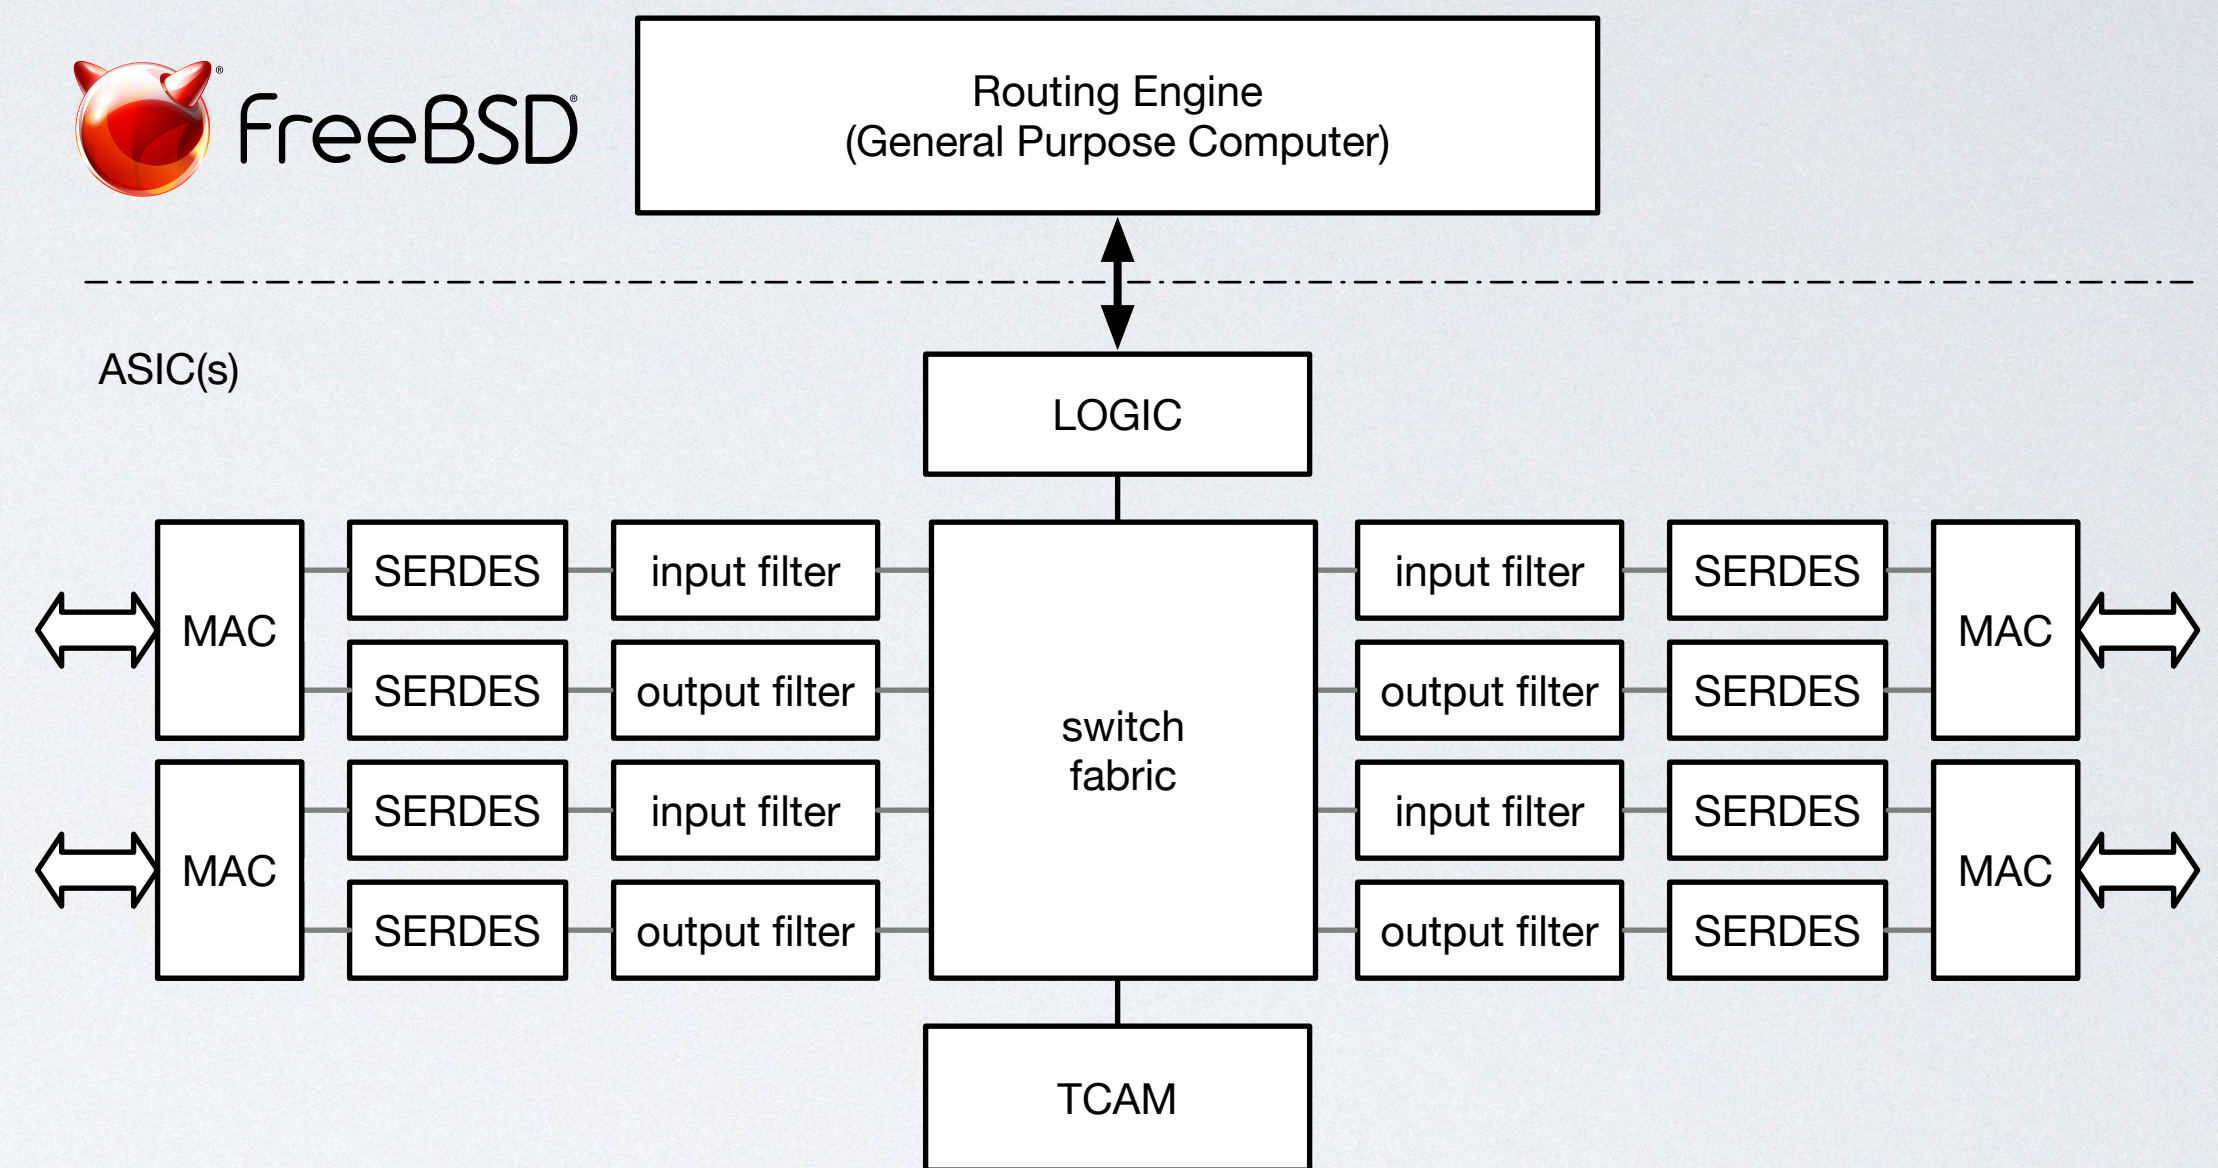 FreeBSD®
Routing Engine
(General Purpose Computer)
ASIC(s)
LOGIC
MAC
SERDES
input filter
SERDES
output filter
MAC
SERDES
input filter
SERDES
output filter
switch
fabric
input filter
SERDES
output filter
SERDES
MAC
input filter
SERDES
output filter
SERDES
MAC
TCAM